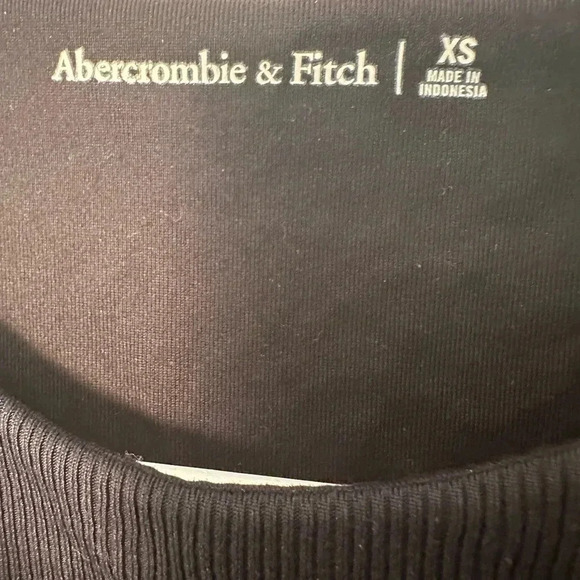 Abercrombie & Fitch | XS
MADE IN
INDONESIA